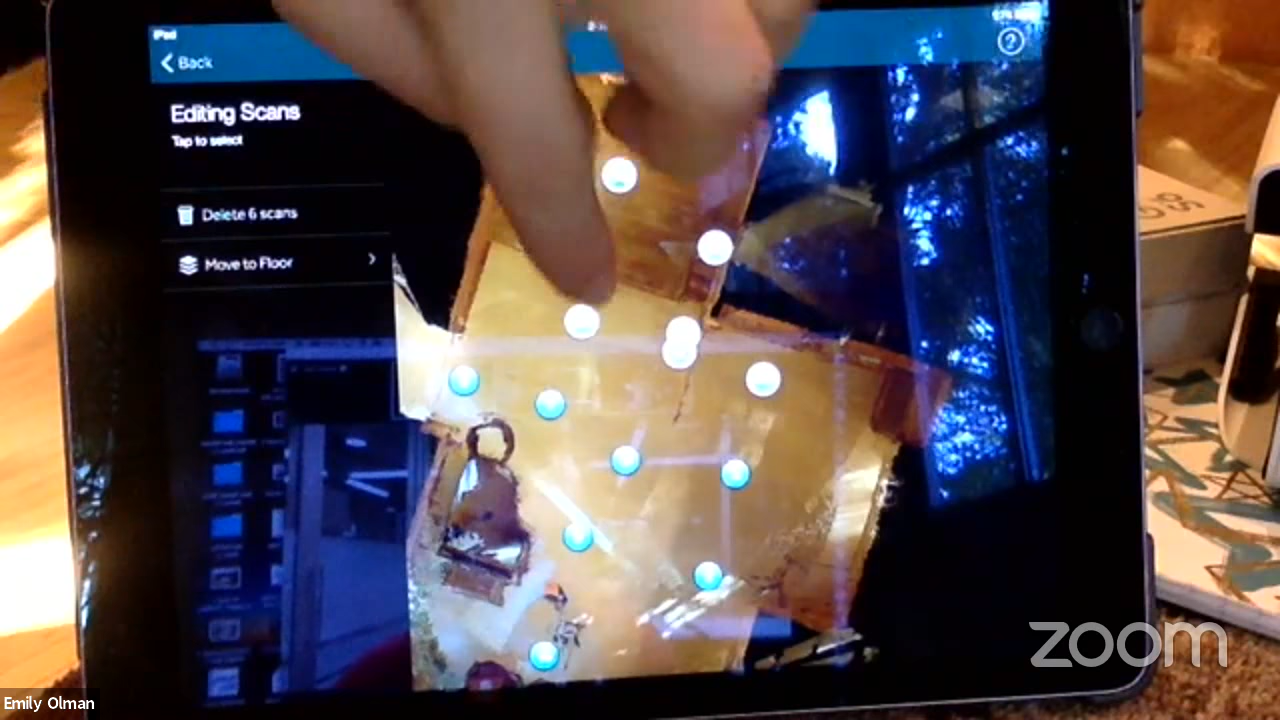 iPad
Back
?
Editing Scans
Tap to select
Delete 6 scans
Move to Floor
zoom
Emily Olman